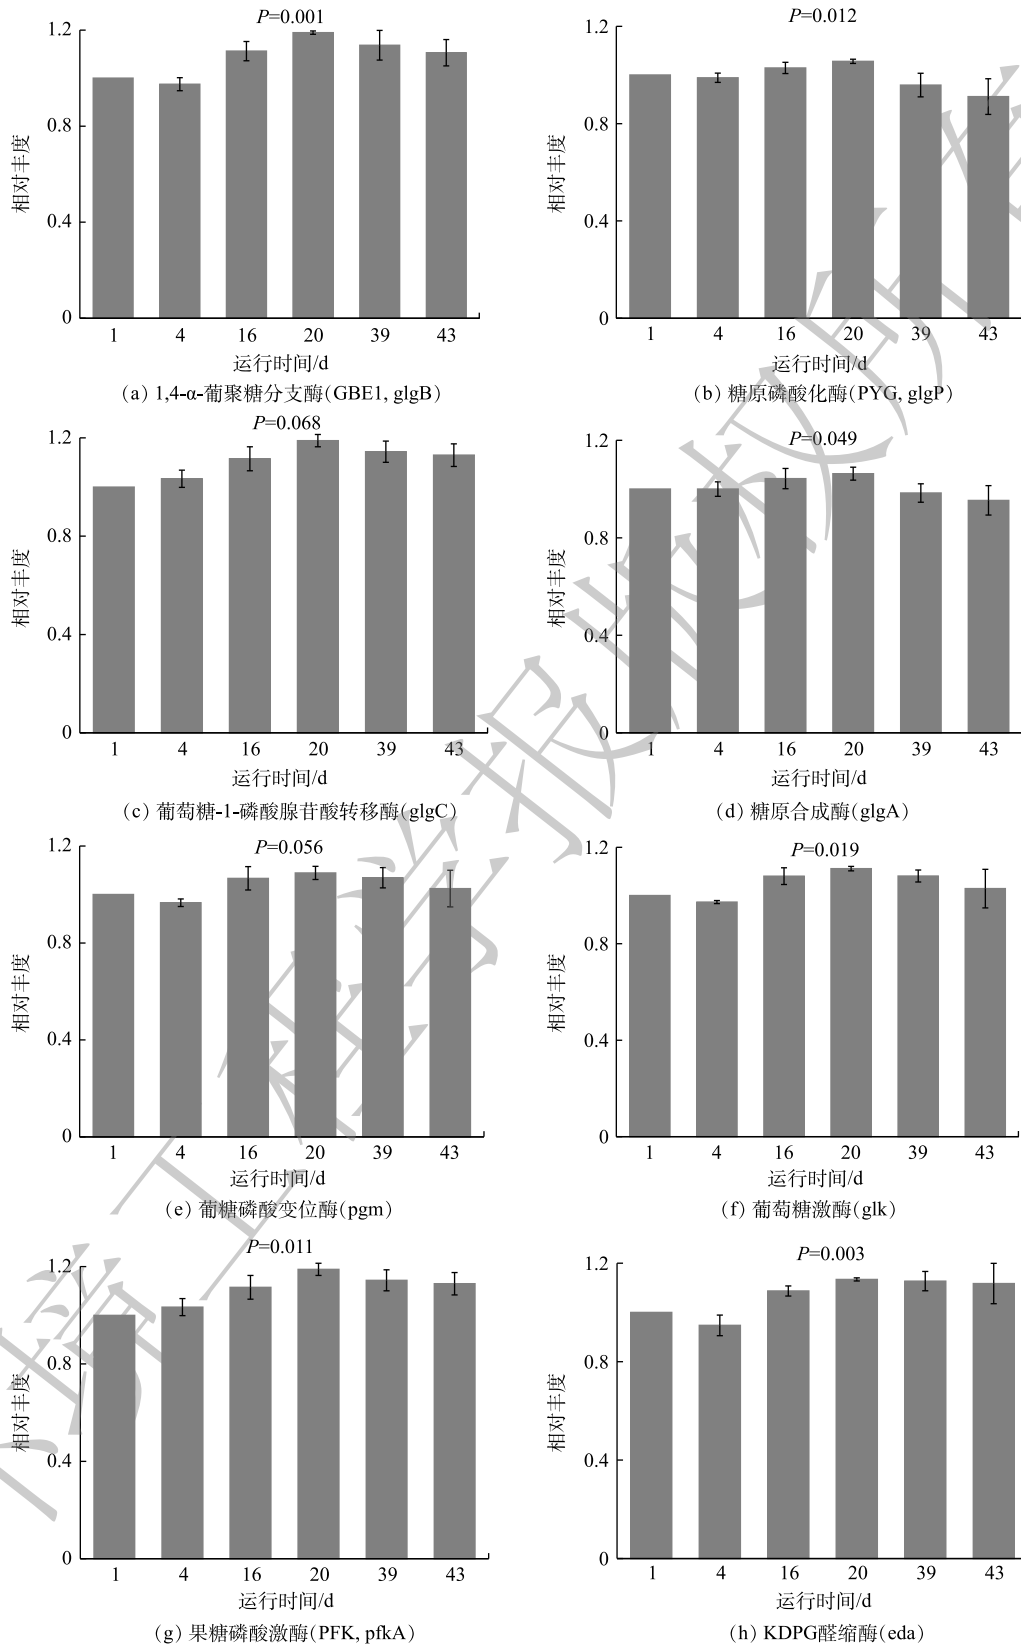 P=0.001
1.2
0.8
0.4
0
相对丰度
1 4 16 20 39 43
运行时间/d
(a) 1,4-α-葡聚糖分支酶(GBE1, glgB)
P=0.012
1.2
0.8
0.4
0
相对丰度
1 4 16 20 39 43
运行时间/d
(b) 糖原磷酸化酶(PYG, glgP)
P=0.068
1.2
0.8
0.4
0
相对丰度
1 4 16 20 39 43
运行时间/d
(c) 葡萄糖-1-磷酸腺苷酸转移酶(glgC)
P=0.049
1.2
0.8
0.4
0
相对丰度
1 4 16 20 39 43
运行时间/d
(d) 糖原合成酶(glgA)
P=0.056
1.2
0.8
0.4
0
相对丰度
1 4 16 20 39 43
运行时间/d
(e) 葡糖磷酸变位酶(pgm)
P=0.019
1.2
0.8
0.4
0
相对丰度
1 4 16 20 39 43
运行时间/d
(f) 葡萄糖激酶(glk)
P=0.011
1.2
0.8
0.4
0
相对丰度
1 4 16 20 39 43
运行时间/d
(g) 果糖磷酸激酶(PFK, pfkA)
P=0.003
1.2
0.8
0.4
0
相对丰度
1 4 16 20 39 43
运行时间/d
(h) KDPG醛缩酶(eda)
境工程学报版权所有